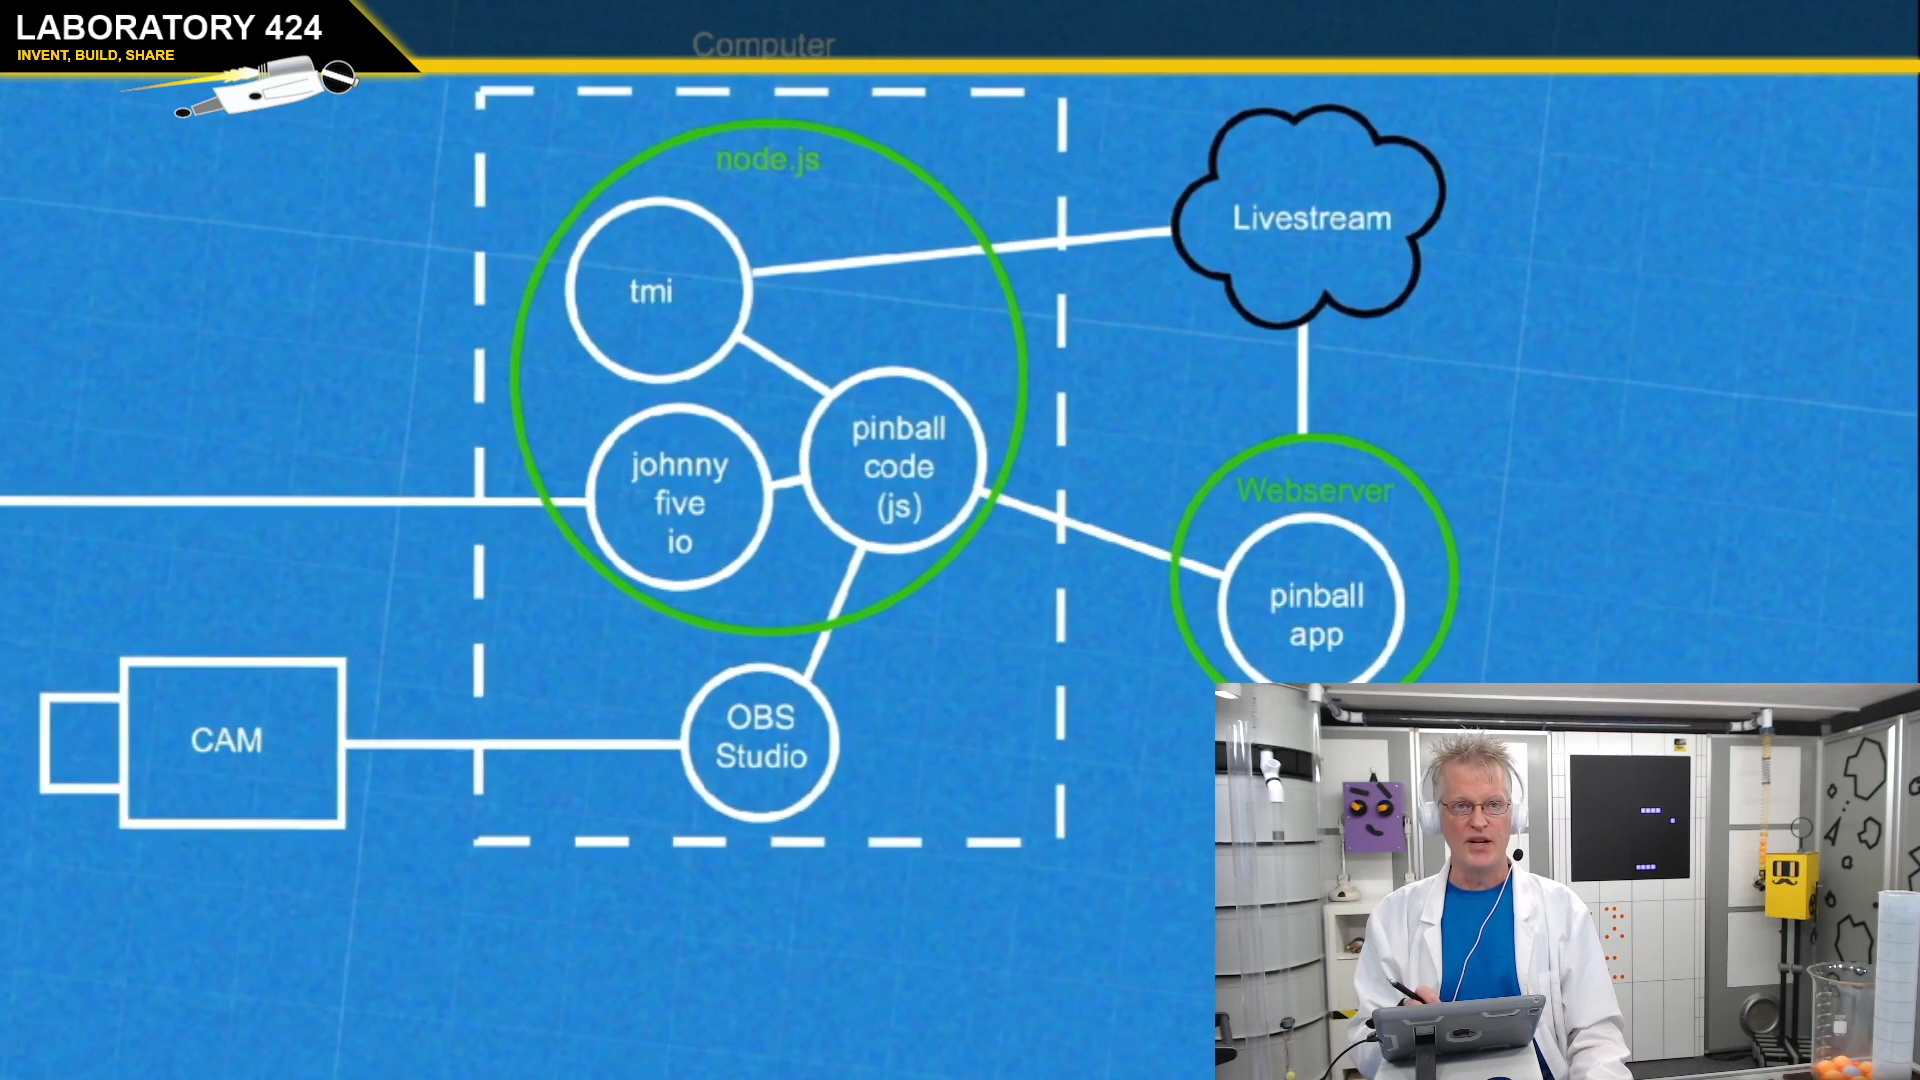 LABORATORY 424
INVENT, BUILD, SHARE
Computer
node.js
tmi
Livestream
johnny
five
io
pinball
code
(js)
Webserver
pinball
app
CAM
OBS
Studio